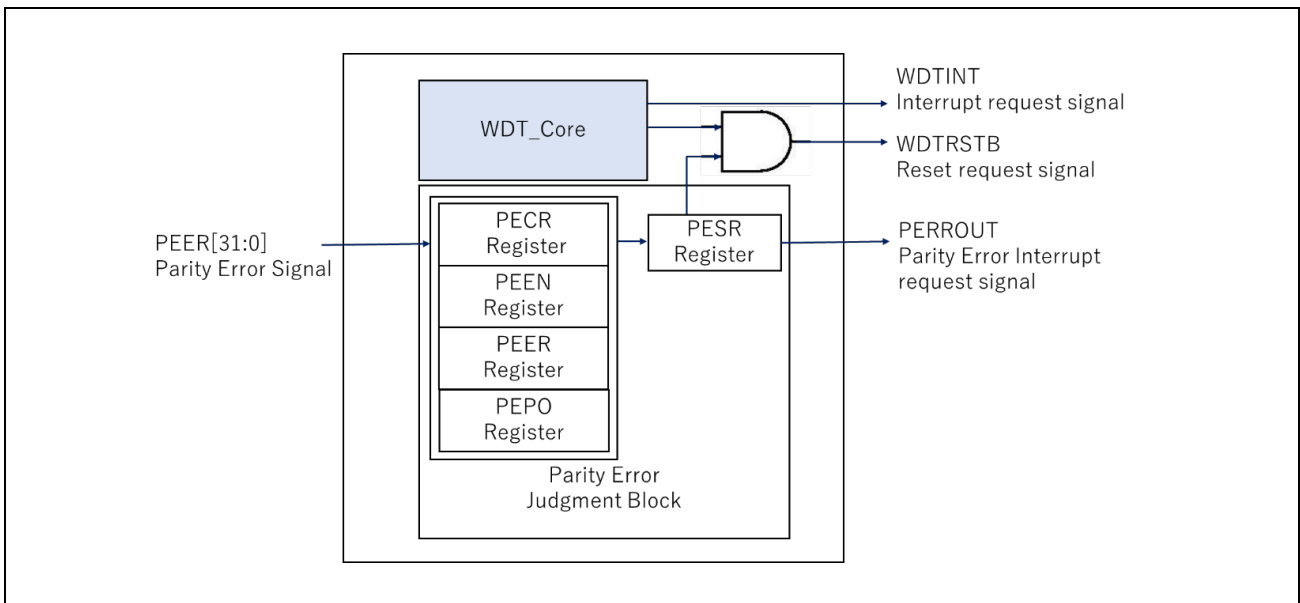 WDTINT
Interrupt request signal
WDT_Core
WDTRSTB
Reset request signal
PEER[31:0]
Parity Error Signal
PECR
Register
PEEN
Register
PEER
Register
PEPO
Register
PESR
Register
PERROUT
Parity Error Interrupt
request signal
Parity Error
Judgment Block